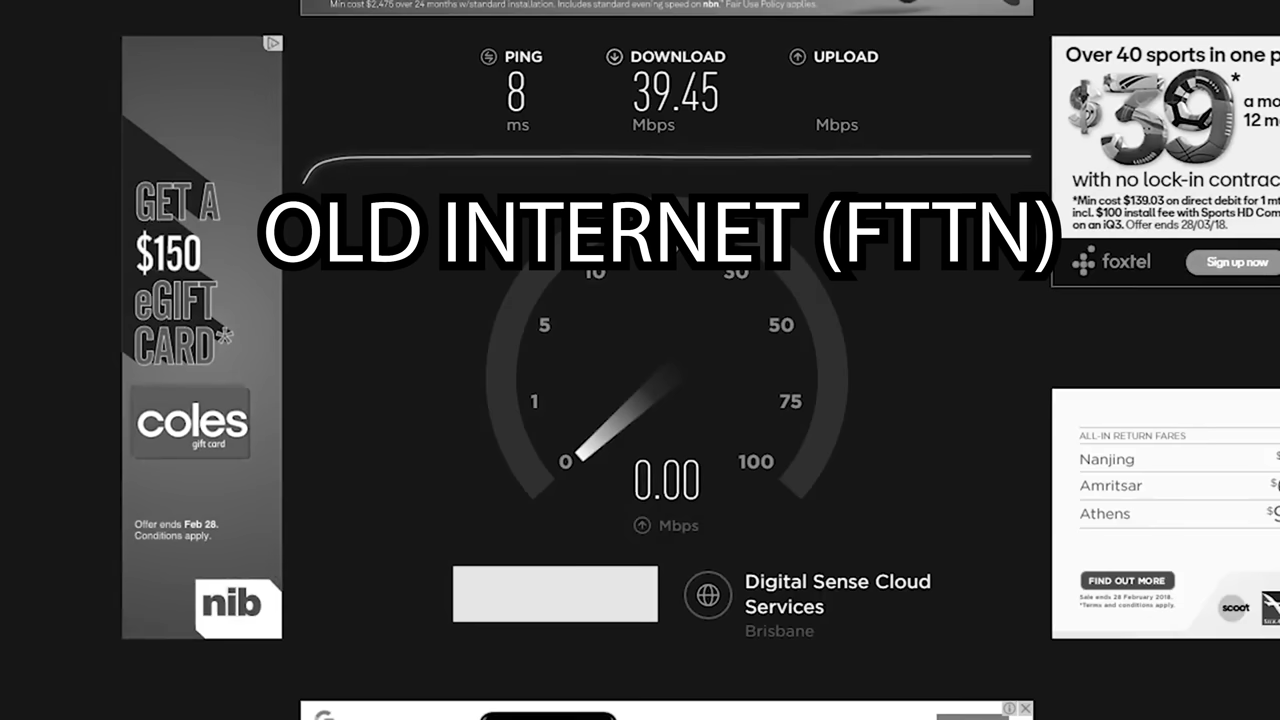 Min cost $2,475 over 24 months w/standard installation. Includes standard evening speed on nbn.™ Fair Use Policy applies.
PING
8
ms
DOWNLOAD
39.45
Mbps
UPLOAD
Mbps
OLD INTERNET (FTTN)
GET A
$150
eGIFT
CARD*
coles
gift card
Offer ends Feb 28.
Conditions apply.
nib
0
1
5
10
30
50
75
100
0.00
Mbps
Digital Sense Cloud
Services
Brisbane
Over 40 sports in one
$39*
a mo
12 m
with no lock-in contrac
*Min cost $139.03 on direct debit for 1 mt
incl. $100 install fee with Sports HD Com
on an iQ3. Offer ends 28/03/18.
foxtel
Sign up now
ALL-IN RETURN FARES
Nanjing
Amritsar
Athens
FIND OUT MORE
Sale ends 28 February 2018.
*Terms and conditions apply.
scoot